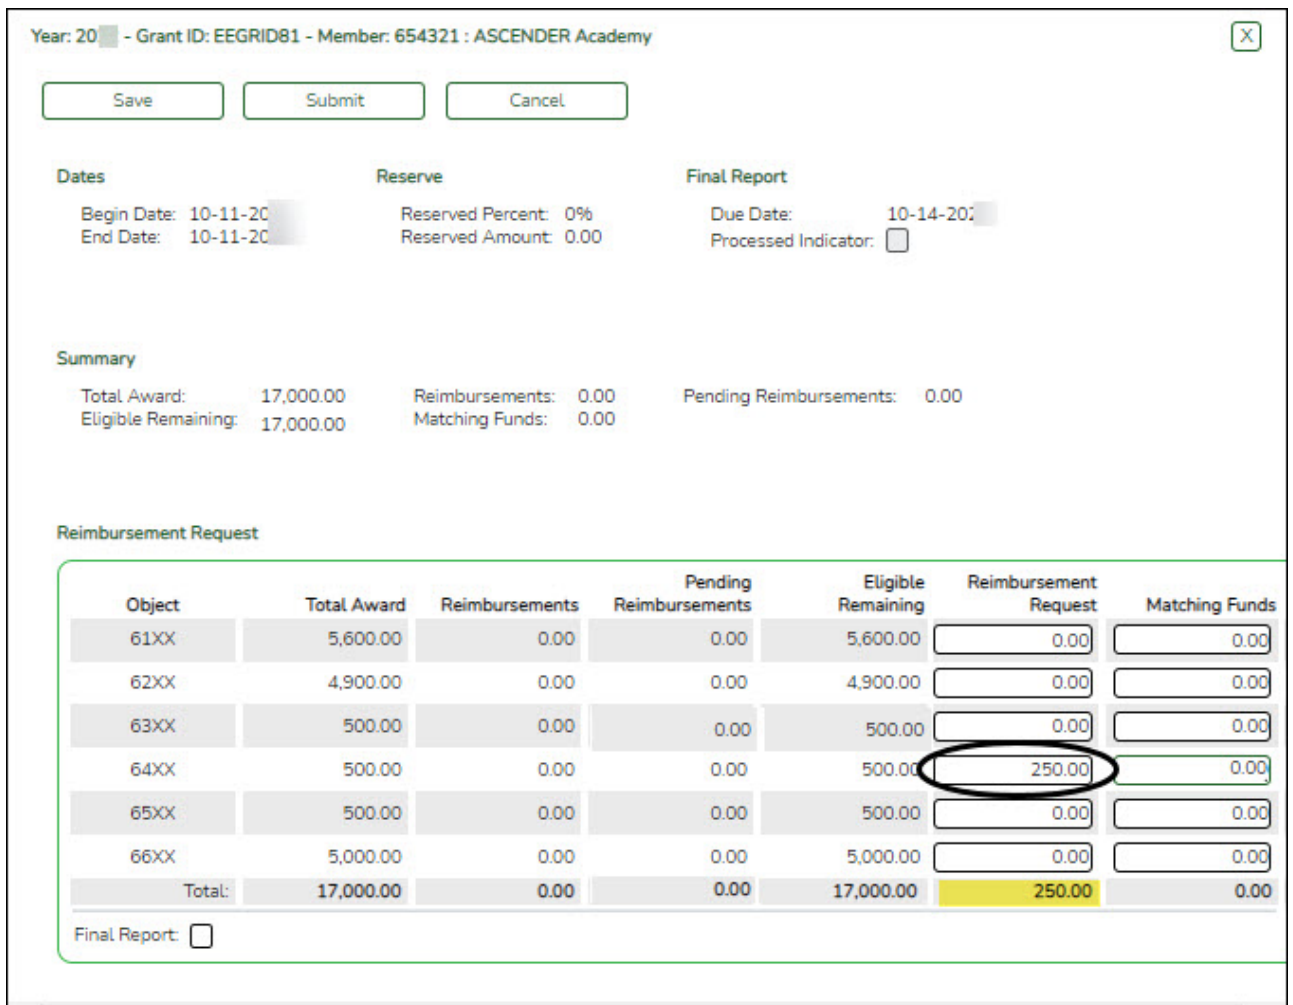 Year: 20 - Grant ID: EEGRID81 - Member: 654321 : ASCENDER Academy X
Save Submit Cancel
Dates Reserve Final Report
Begin Date: 10-11-20 Reserved Percent: 0% Due Date: 10-14-202
End Date: 10-11-20 Reserved Amount: 0.00 Processed Indicator:
Summary
Total Award: 17,000.00 Reimbursements: 0.00 Pending Reimbursements: 0.00
Eligible Remaining: 17,000.00 Matching Funds: 0.00
Reimbursement Request
Object Total Award Reimbursements Pending Reimbursements Eligible Remaining Reimbursement Request Matching Funds
61XX 5,600.00 0.00 0.00 5,600.00 0.00 0.00
62XX 4,900.00 0.00 0.00 4,900.00 0.00 0.00
63XX 500.00 0.00 0.00 500.00 0.00 0.00
64XX 500.00 0.00 0.00 500.00 250.00 0.00
65XX 500.00 0.00 0.00 500.00 0.00 0.00
66XX 5,000.00 0.00 0.00 5,000.00 0.00 0.00
Total: 17,000.00 0.00 0.00 17,000.00 250.00 0.00
Final Report: